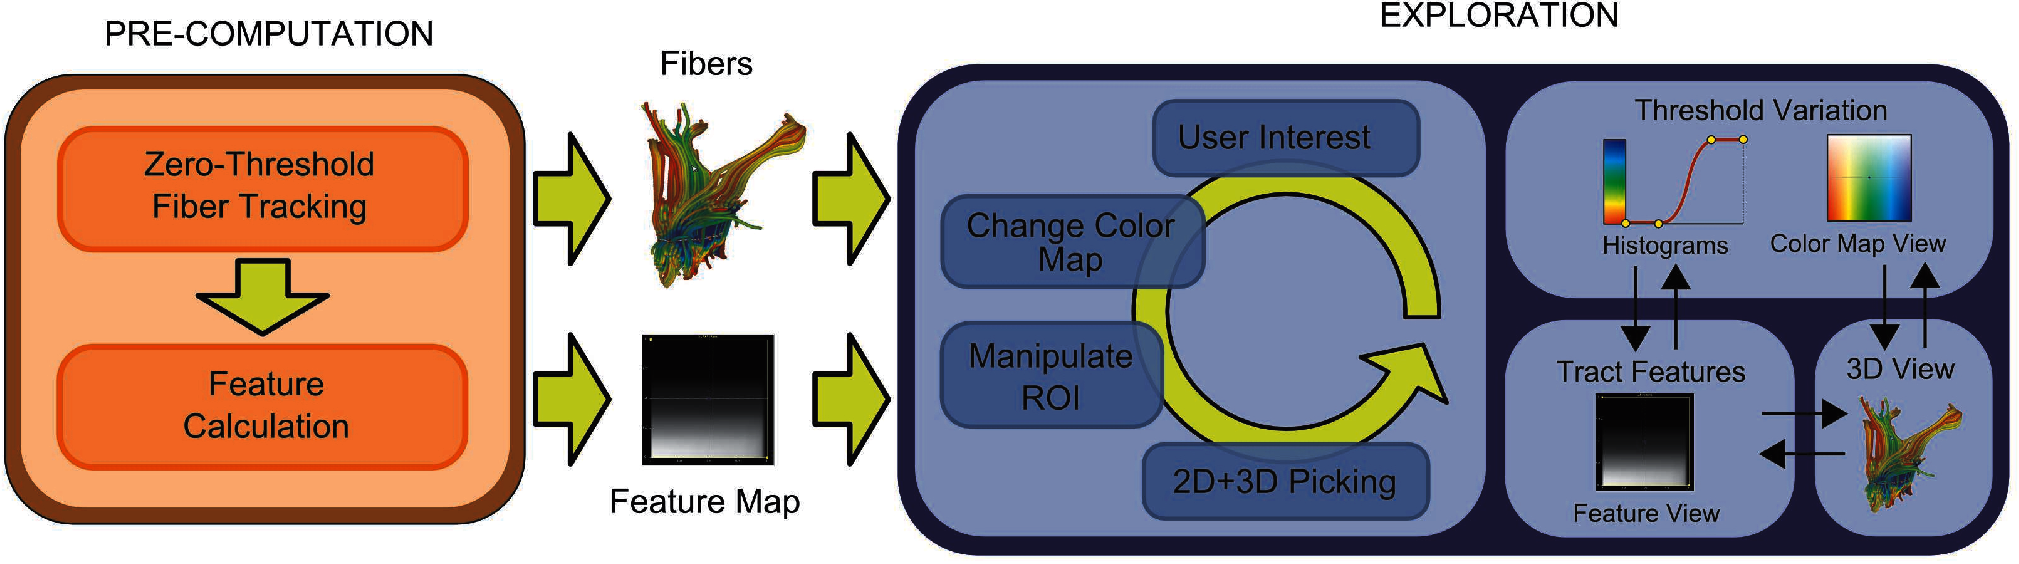 PRE-COMPUTATION
Zero-Threshold
Fiber Tracking
Feature
Calculation
Fibers
Feature Map
EXPLORATION
User Interest
Change Color
Map
Manipulate
ROI
2D+3D Picking
Threshold Variation
Histograms
Color Map View
Tract Features
Feature View
3D View